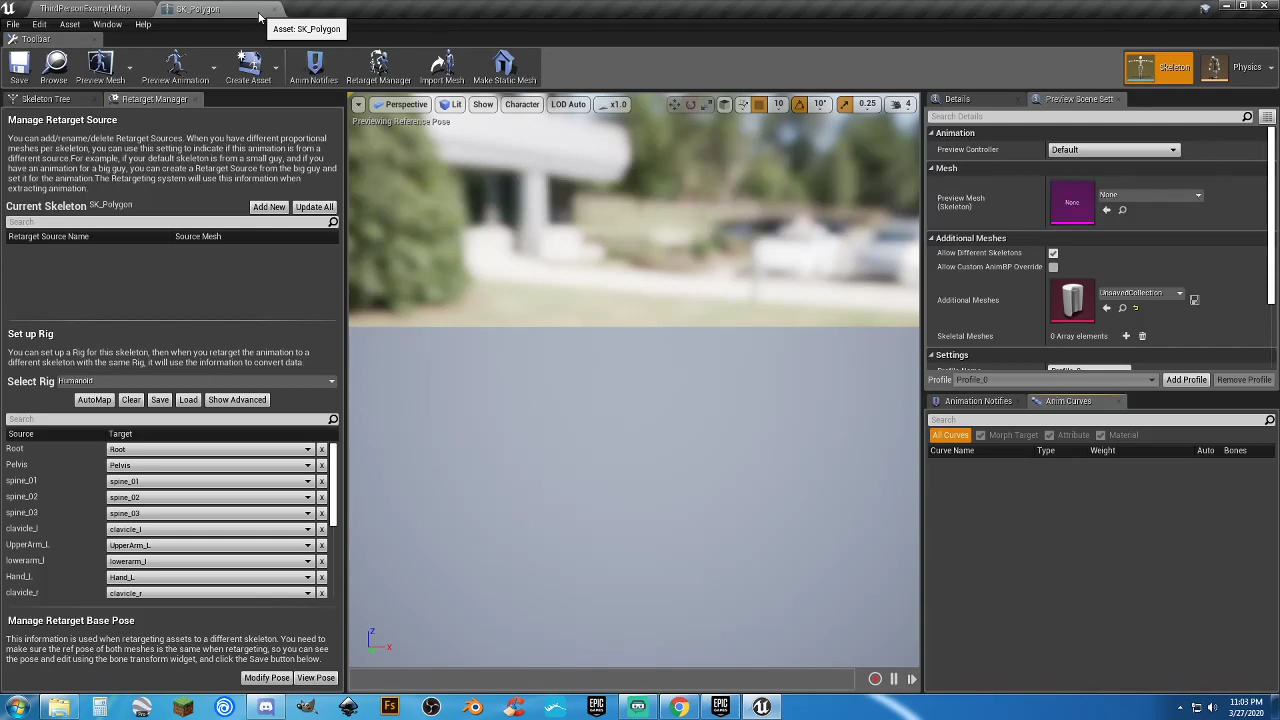 ThirdPersonExampleMap
SK_Polygon
File Edit Asset Window Help
Asset: SK_Polygon
Toolbar
Save Browse Preview Mesh Preview Animation Create Asset Anim Notifies Retarget Manager Import Mesh Make Static Mesh Skeleton Physics
Skeleton Tree Retarget Manager
Manage Retarget Source
You can add/rename/delete Retarget Sources. When you have different proportional
meshes per skeleton, you can use this setting to indicate if this animation is from a
different source.For example, if your default skeleton is from a small guy, and if you
have an animation for a big guy, you can create a Retarget Source from the big guy and
set it for the animation.The Retargeting system will use this information when
extracting animation.
Current Skeleton SK_Polygon Add New Update All
Search
Retarget Source Name Source Mesh
Set up Rig
You can set up a Rig for this skeleton, then when you retarget the animation to a
different skeleton with the same Rig, it will use the information to convert data.
Select Rig Humanoid
AutoMap Clear Save Load Show Advanced
Search
Source Target
Root Root x
Pelvis Pelvis x
spine_01 spine_01 x
spine_02 spine_02 x
spine_03 spine_03 x
clavicle_l clavicle_l x
UpperArm_L UpperArm_L x
lowerarm_l lowerarm_l x
Hand_L Hand_L x
clavicle_r clavicle_r x
Manage Retarget Base Pose
This information is used when retargeting assets to a different skeleton. You need to
make sure the ref pose of both meshes is the same when retargeting, so you can see
the pose and edit using the bone transform widget, and click the Save button below.
Modify Pose View Pose
Perspective Lit Show Character LOD Auto x1.0 10 10° 0.25 4
Previewing Reference Pose
Z
X
Details Preview Scene Sett
Search Details
Animation
Preview Controller Default
Mesh
Preview Mesh
(Skeleton)
None
None
Additional Meshes
Allow Different Skeletons
Allow Custom AnimBP Override
Additional Meshes UnsavedCollection
Skeletal Meshes 0 Array elements
Settings
Profile Name Profile_0
Profile Profile_0 Add Profile Remove Profile
Animation Notifies Anim Curves
Search
All Curves Morph Target Attribute Material
Curve Name Type Weight Auto Bones
Pro
Fs
EPIC
GAMES
EPIC
GAMES
11:03 PM
3/27/2020